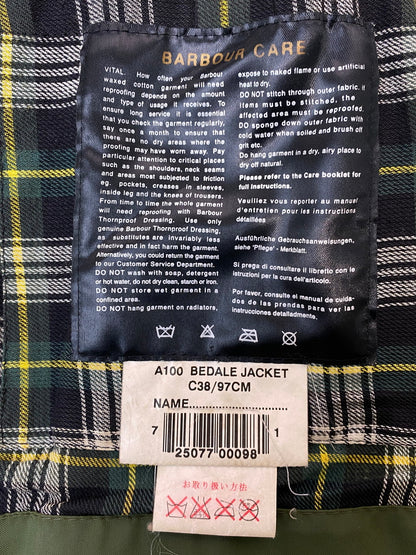 BARBOUR CARE
VITAL. How often your Barbour
waxed cotton garment will need
reproofing depends on the amount
and type of usage it receives. To
ensure long service it is essential
that you check the garment regularly,
say once a month to ensure that
there are no dry areas where the
proofing may have worn away. Pay
particular attention to critical places
such as the shoulders, neck seams
and areas most subjected to friction
eg. pockets, creases in sleeves,
inside leg and the knees of trousers.
From time to time the whole garment
will need reproofing with Barbour
Thornproof Dressing. Use only
genuine Barbour Thornproof Dressing,
as substitutes are invariably less
effective and in fact harm the garment.
Alternatively, you could return the garment
to our Customer Service Department.
DO NOT wash with soap, detergent
or hot water, do not dry clean, starch or iron.
DO NOT store wet garment in a
confined area.
DO NOT hang garment on radiators,
expose to naked flame or use artificial
heat to dry.
DO NOT stitch through outer fabric. if
items must be stitched, the
affected area must be reproofed.
DO sponge down outer fabric with
cold water when soiled and brush off
grit etc.
Do hang garment in a dry, airy place to
dry off naturally.
Please refer to the Care booklet for
full instructions.
Veuillez vous reporter au manuel
d'entretien pour les instructions
détaillées
Ausführliche Gebrauchsanweisungen,
siehe "Pflege" - Merkblatt.
Si prega di consultare il libretto con le
istruzioni per la cura dell'articolo.
Por favor, consulte el manual de cuida-
dos de las prendas para ver
instrucciones detalladmente.
A100 BEDALE JACKET
C38/97CM
NAME....................
7 25077 00098 1
お取り扱い方法